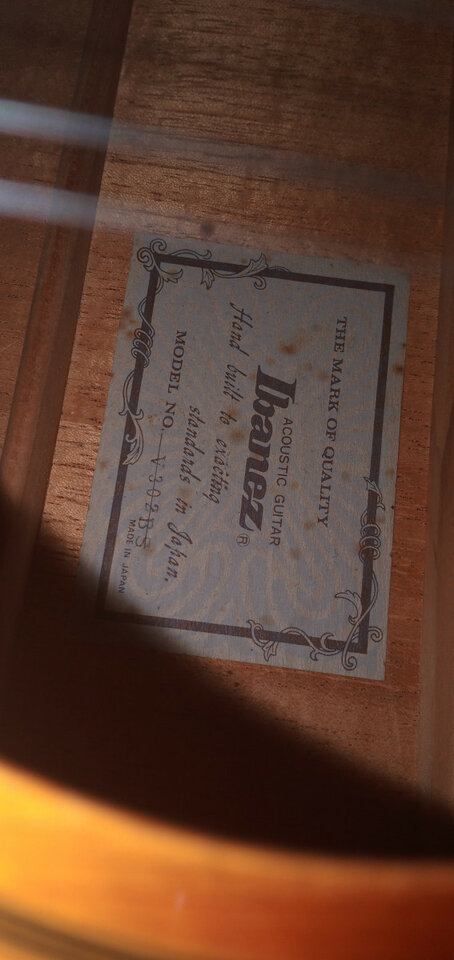 THE MARK OF QUALITY
ACOUSTIC GUITAR
Ibanez®
Hand built to exacting
standards in Japan.
MODEL NO. V302BS
MADE IN JAPAN